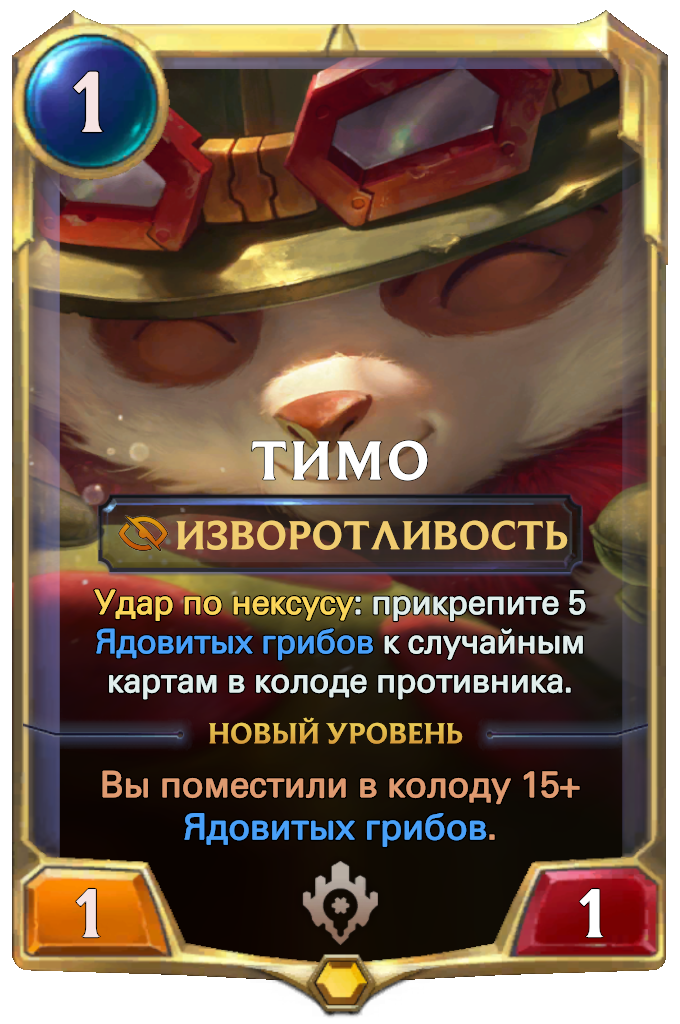 1
ТИМО
ИЗВОРОТЛИВОСТЬ
Удар по нексусу: прикрепите 5
Ядовитых грибов к случайным
картам в колоде противника.
НОВЫЙ УРОВЕНЬ
Вы поместили в колоду 15+
Ядовитых грибов.
1
1